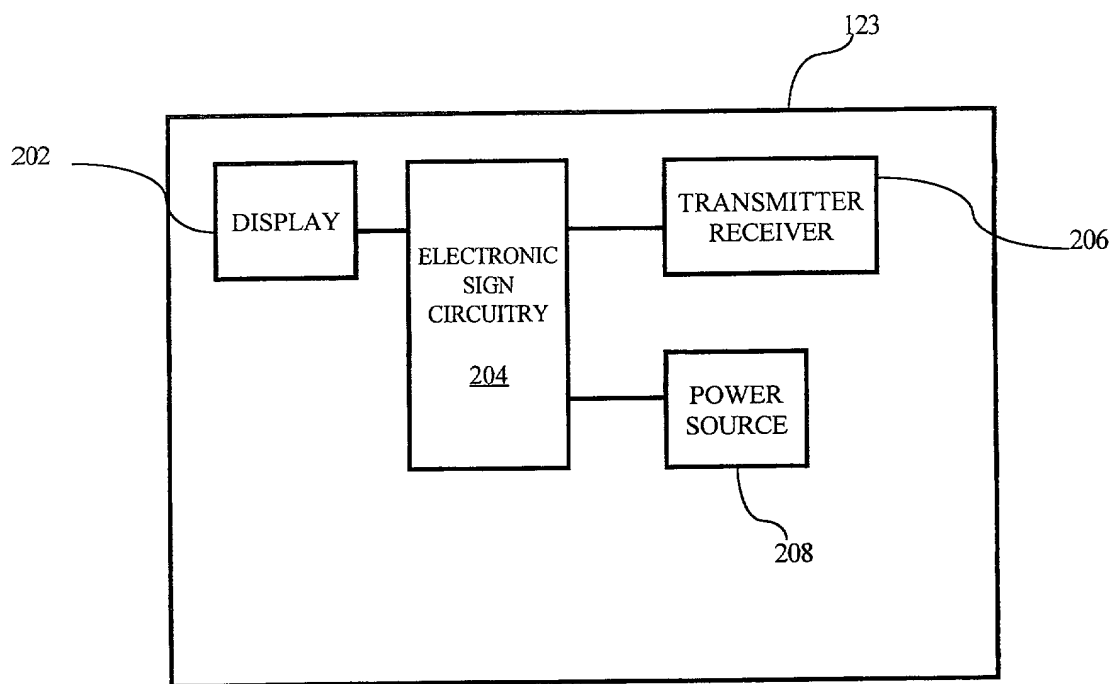 123
202
DISPLAY
ELECTRONIC
SIGN
CIRCUITRY
204
TRANSMITTER
RECEIVER
206
POWER
SOURCE
208